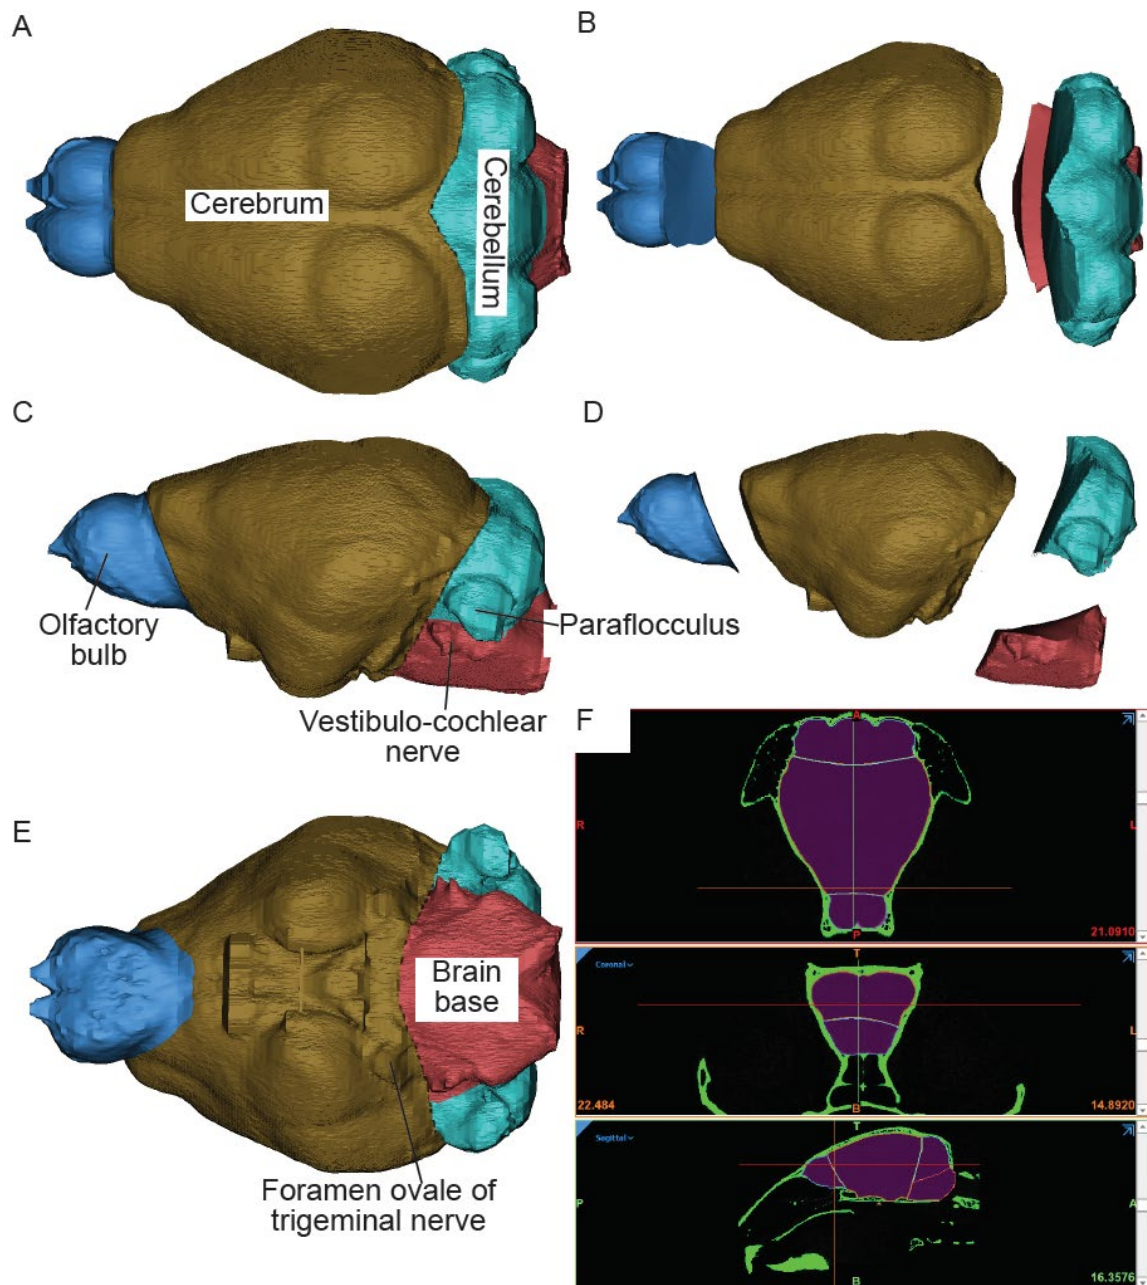 A
B
Cerebrum
Cerebellum
C
D
Olfactory
bulb
Paraflocculus
Vestibulo-cochlear
nerve
F
A
R
L
P
21.0910
E
Brain
base
Foramen ovale of
trigeminal nerve
Coronal
T
R
L
B
22.484
14.8920
Sagittal
T
P
A
B
16.3576